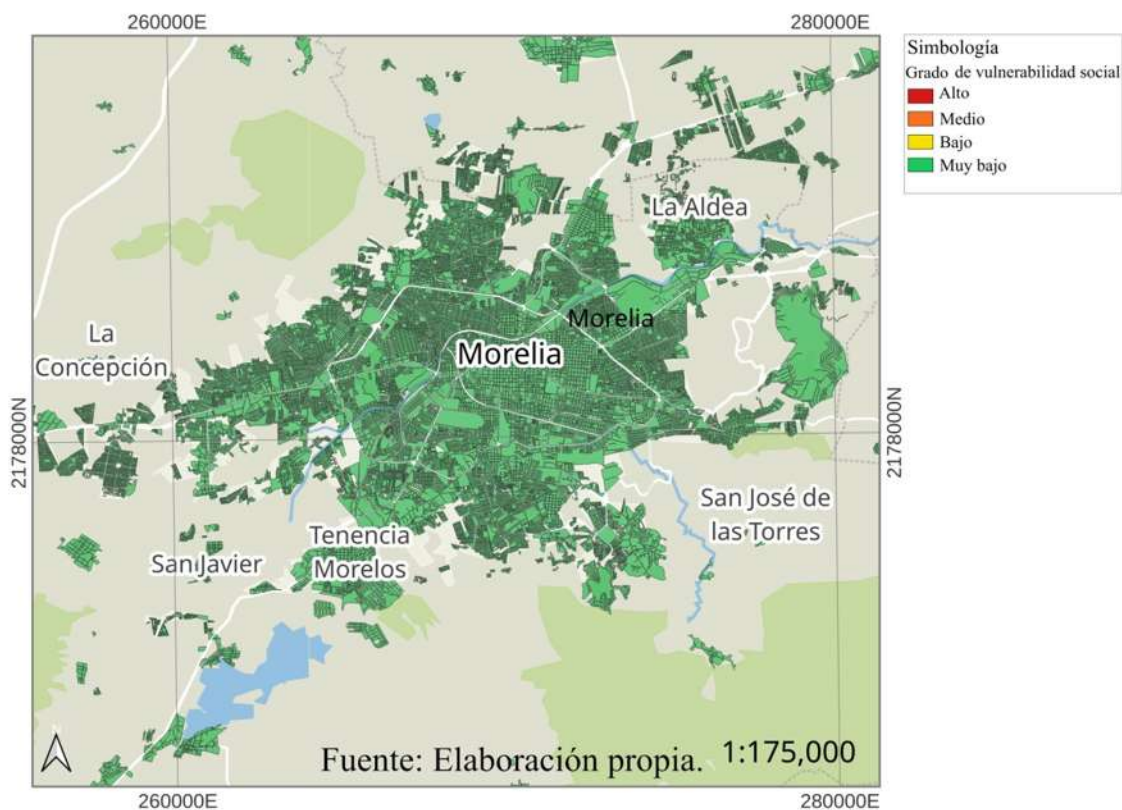 260000E
280000E
Simbología
Grado de vulnerabilidad social
Alto
Medio
Bajo
Muy bajo
La Aldea
Morelia
Morelia
La
Concepción
2178000N
2178000N
San José de
las Torres
Tenencia
Morelos
San Javier
Fuente: Elaboración propia.
1:175,000
260000E
280000E